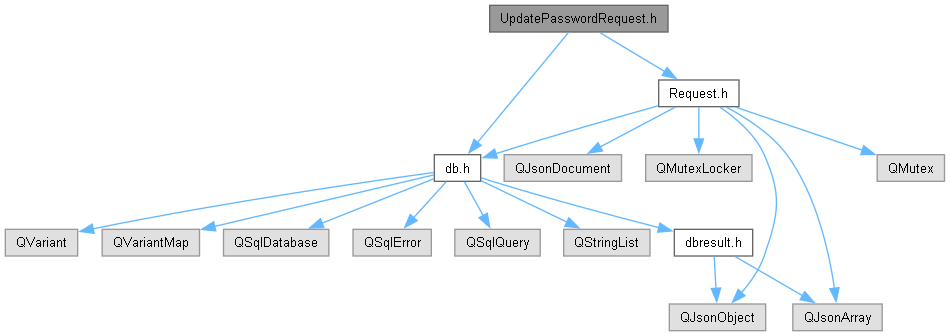 UpdatePasswordRequest.h
Request.h
db.h
QJsonDocument
QMutexLocker
QMutex
QVariant
QVariantMap
QSqlDatabase
QSqlError
QSqlQuery
QStringList
dbresult.h
QJsonObject
QJsonArray